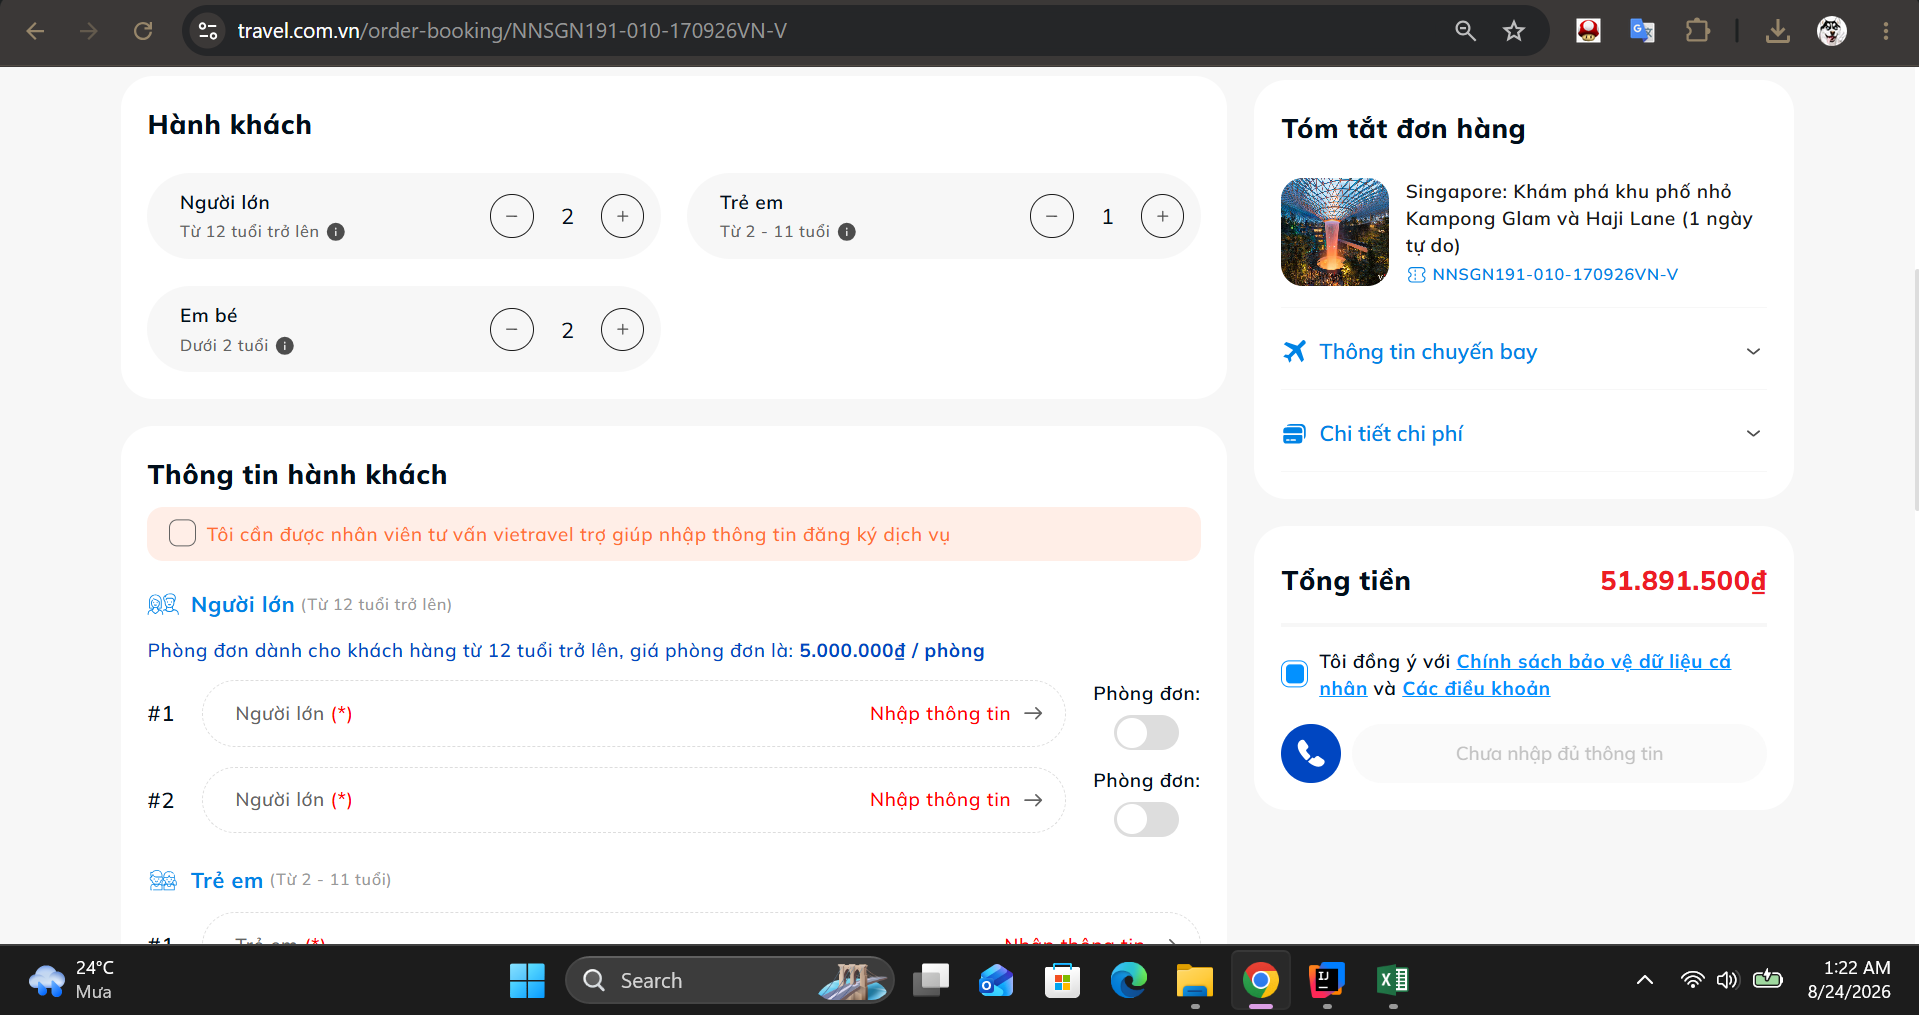 travel.com.vn/order-booking/NNSGN191-010-170926VN-V
Hành khách
Người lớn
Từ 12 tuổi trở lên
2
Trẻ em
Từ 2 - 11 tuổi
1
Em bé
Dưới 2 tuổi
2
Thông tin hành khách
Tôi cần được nhân viên tư vấn vietravel trợ giúp nhập thông tin đăng ký dịch vụ
Người lớn (Từ 12 tuổi trở lên)
Phòng đơn dành cho khách hàng từ 12 tuổi trở lên, giá phòng đơn là: 5.000.000₫ / phòng
#1 Người lớn (*) Nhập thông tin Phòng đơn:
#2 Người lớn (*) Nhập thông tin Phòng đơn:
Trẻ em (Từ 2 - 11 tuổi)
#1 Trẻ em (*) Nhập thông tin
Tóm tắt đơn hàng
Singapore: Khám phá khu phố nhỏ
Kampong Glam và Haji Lane (1 ngày
tự do)
NNSGN191-010-170926VN-V
Thông tin chuyến bay
Chi tiết chi phí
Tổng tiền 51.891.500₫
Tôi đồng ý với Chính sách bảo vệ dữ liệu cá
nhân và Các điều khoản
Chưa nhập đủ thông tin
24°C
Mưa
Search
1:22 AM
8/24/2026